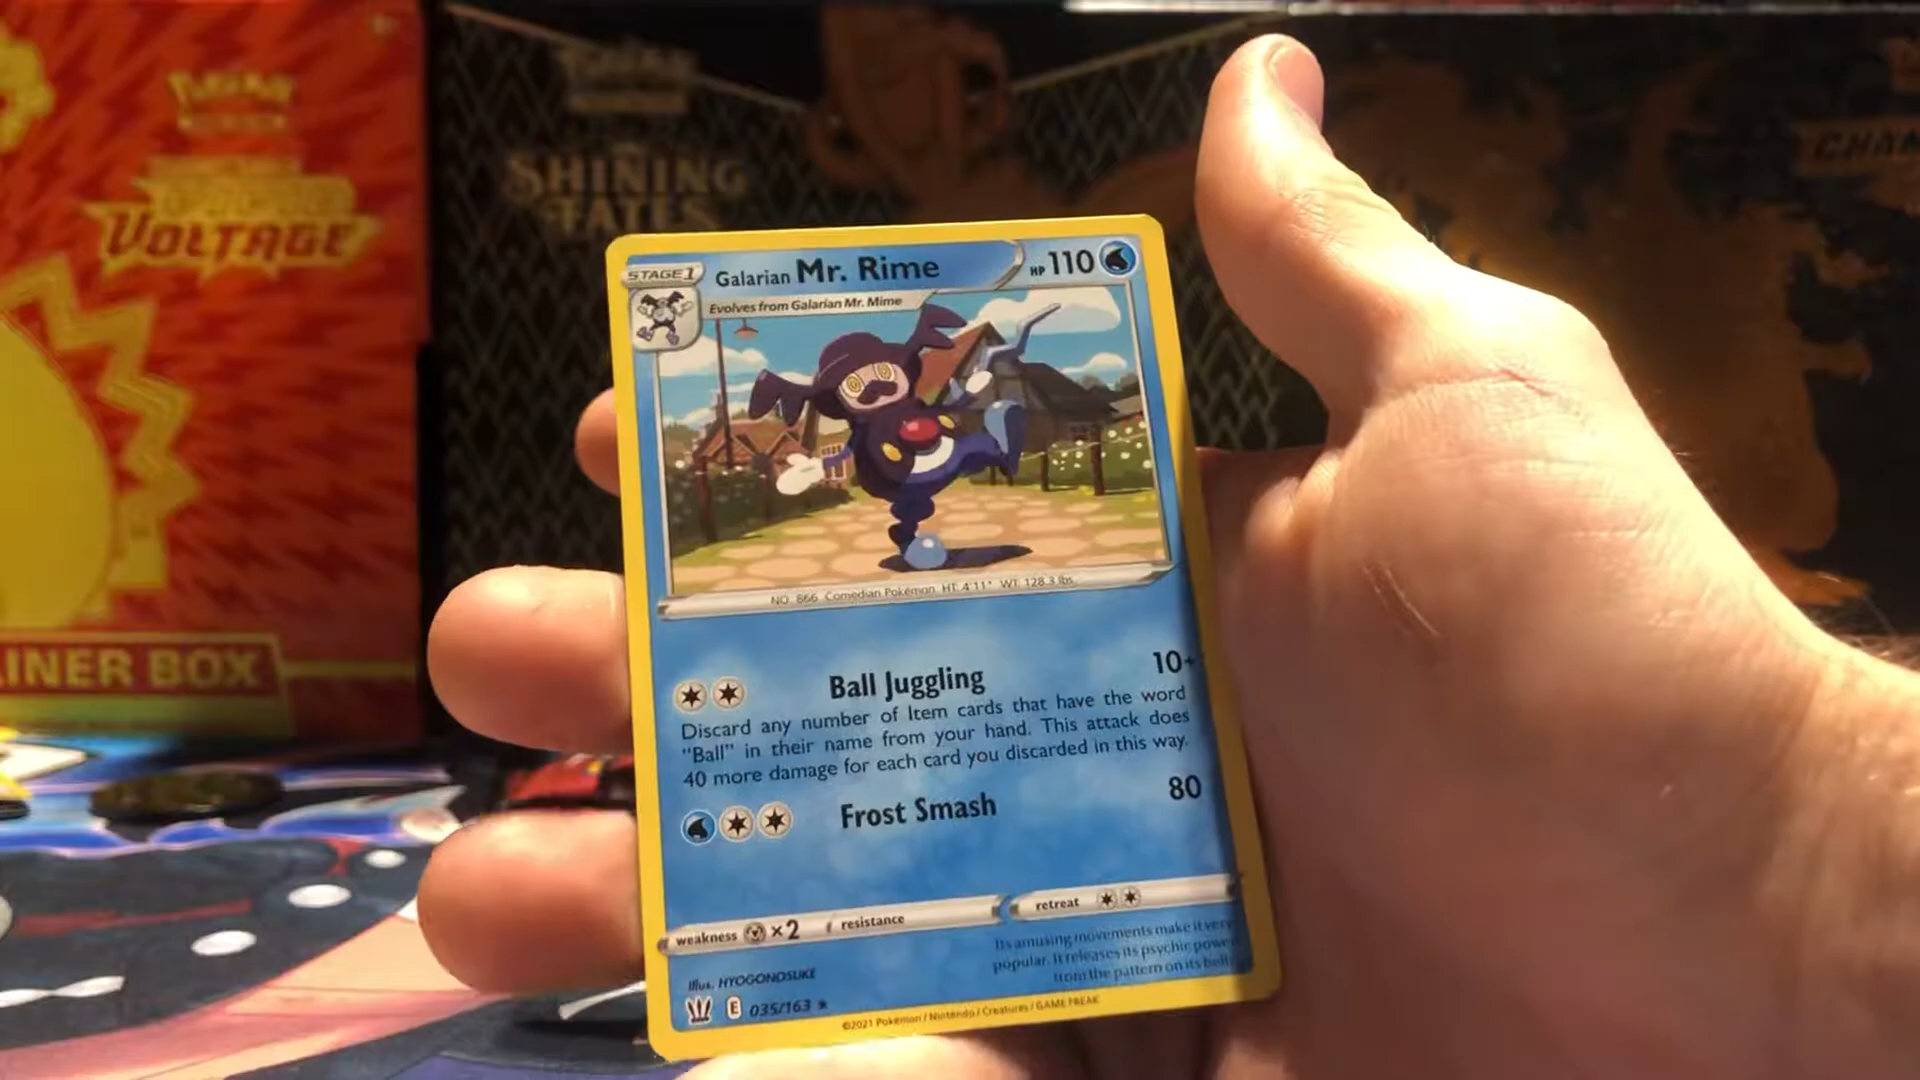 VOLTAGE
SHINING
FATES
CHAM
INER BOX
STAGE 1
Galarian Mr. Rime
HP 110
Evolves from Galarian Mr. Mime
NO. 866 Comedian Pokémon HT: 4'11" WT: 128.3 lbs.
Ball Juggling 10+
Discard any number of Item cards that have the word
"Ball" in their name from your hand. This attack does
40 more damage for each card you discarded in this way.
Frost Smash 80
weakness ×2 resistance
retreat
Its amusing movements make it very
popular. It releases its psychic power
from the pattern on its belly.
Illus. HYOGONOSUKE
E 035/163 ★
©2021 Pokémon / Nintendo / Creatures / GAME FREAK